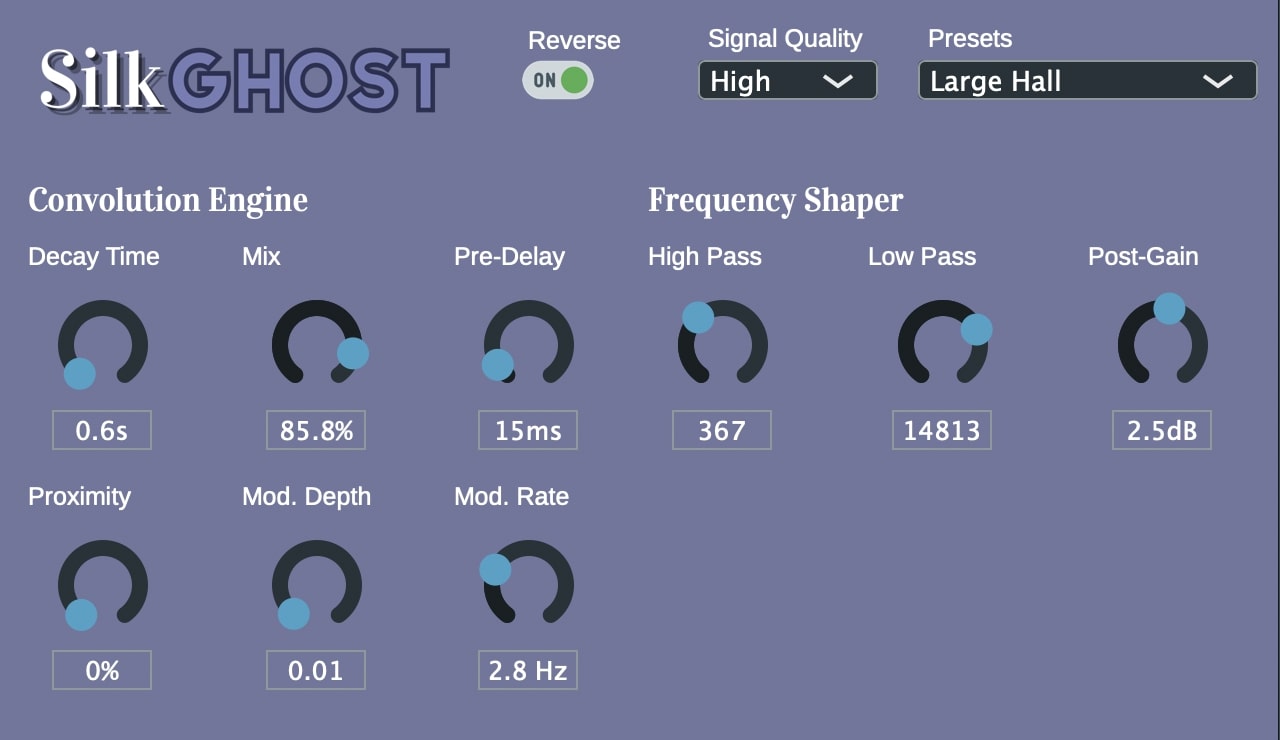 SilkGHOST
Reverse
ON
Signal Quality
High
Presets
Large Hall
Convolution Engine
Decay Time
Mix
Pre-Delay
0.6s
85.8%
15ms
Proximity
Mod. Depth
Mod. Rate
0%
0.01
2.8 Hz
Frequency Shaper
High Pass
Low Pass
Post-Gain
367
14813
2.5dB